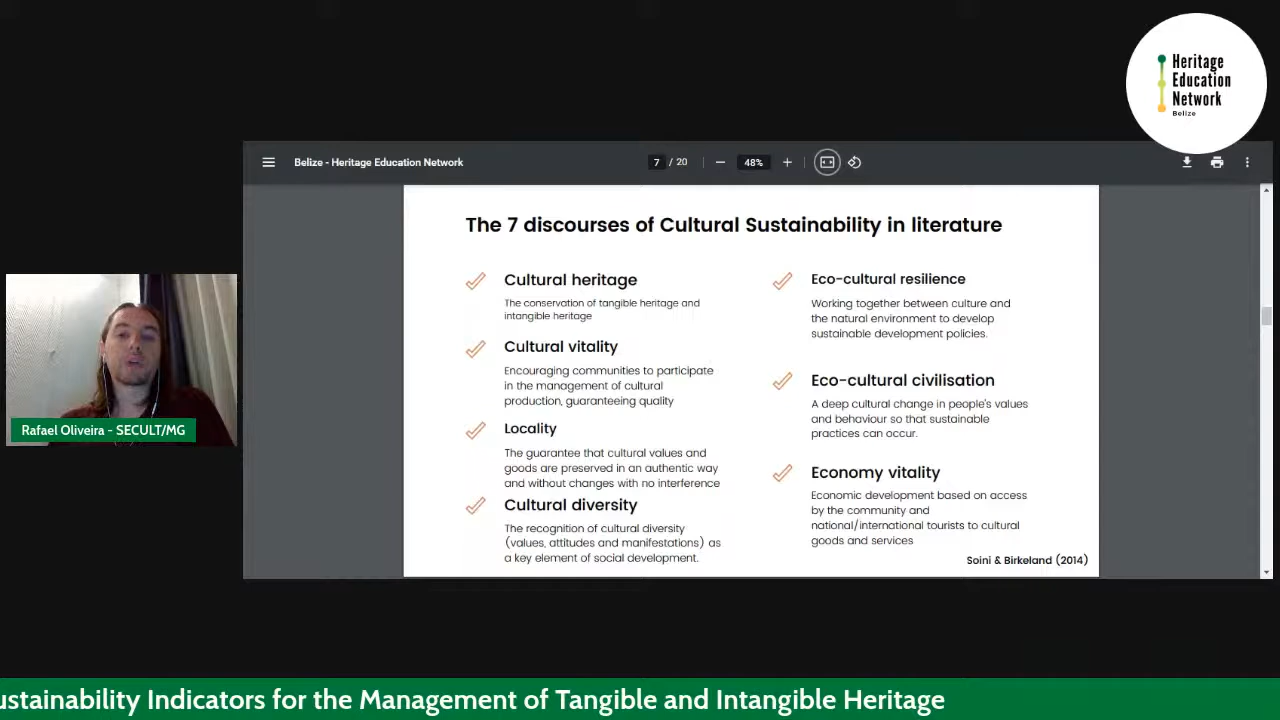 Heritage
Education
Network
Belize
Belize - Heritage Education Network
7 / 20
48%
The 7 discourses of Cultural Sustainability in literature
Cultural heritage
The conservation of tangible heritage and
intangible heritage
Cultural vitality
Encouraging communities to participate
in the management of cultural
production, guaranteeing quality
Locality
The guarantee that cultural values and
goods are preserved in an authentic way
and without changes with no interference
Cultural diversity
The recognition of cultural diversity
(values, attitudes and manifestations) as
a key element of social development.
Eco-cultural resilience
Working together between culture and
the natural environment to develop
sustainable development policies.
Eco-cultural civilisation
A deep cultural change in people's values
and behaviour so that sustainable
practices can occur.
Economy vitality
Economic development based on access
by the community and
national/international tourists to cultural
goods and services
Soini & Birkeland (2014)
Rafael Oliveira - SECULT/MG
ustainability Indicators for the Management of Tangible and Intangible Heritage